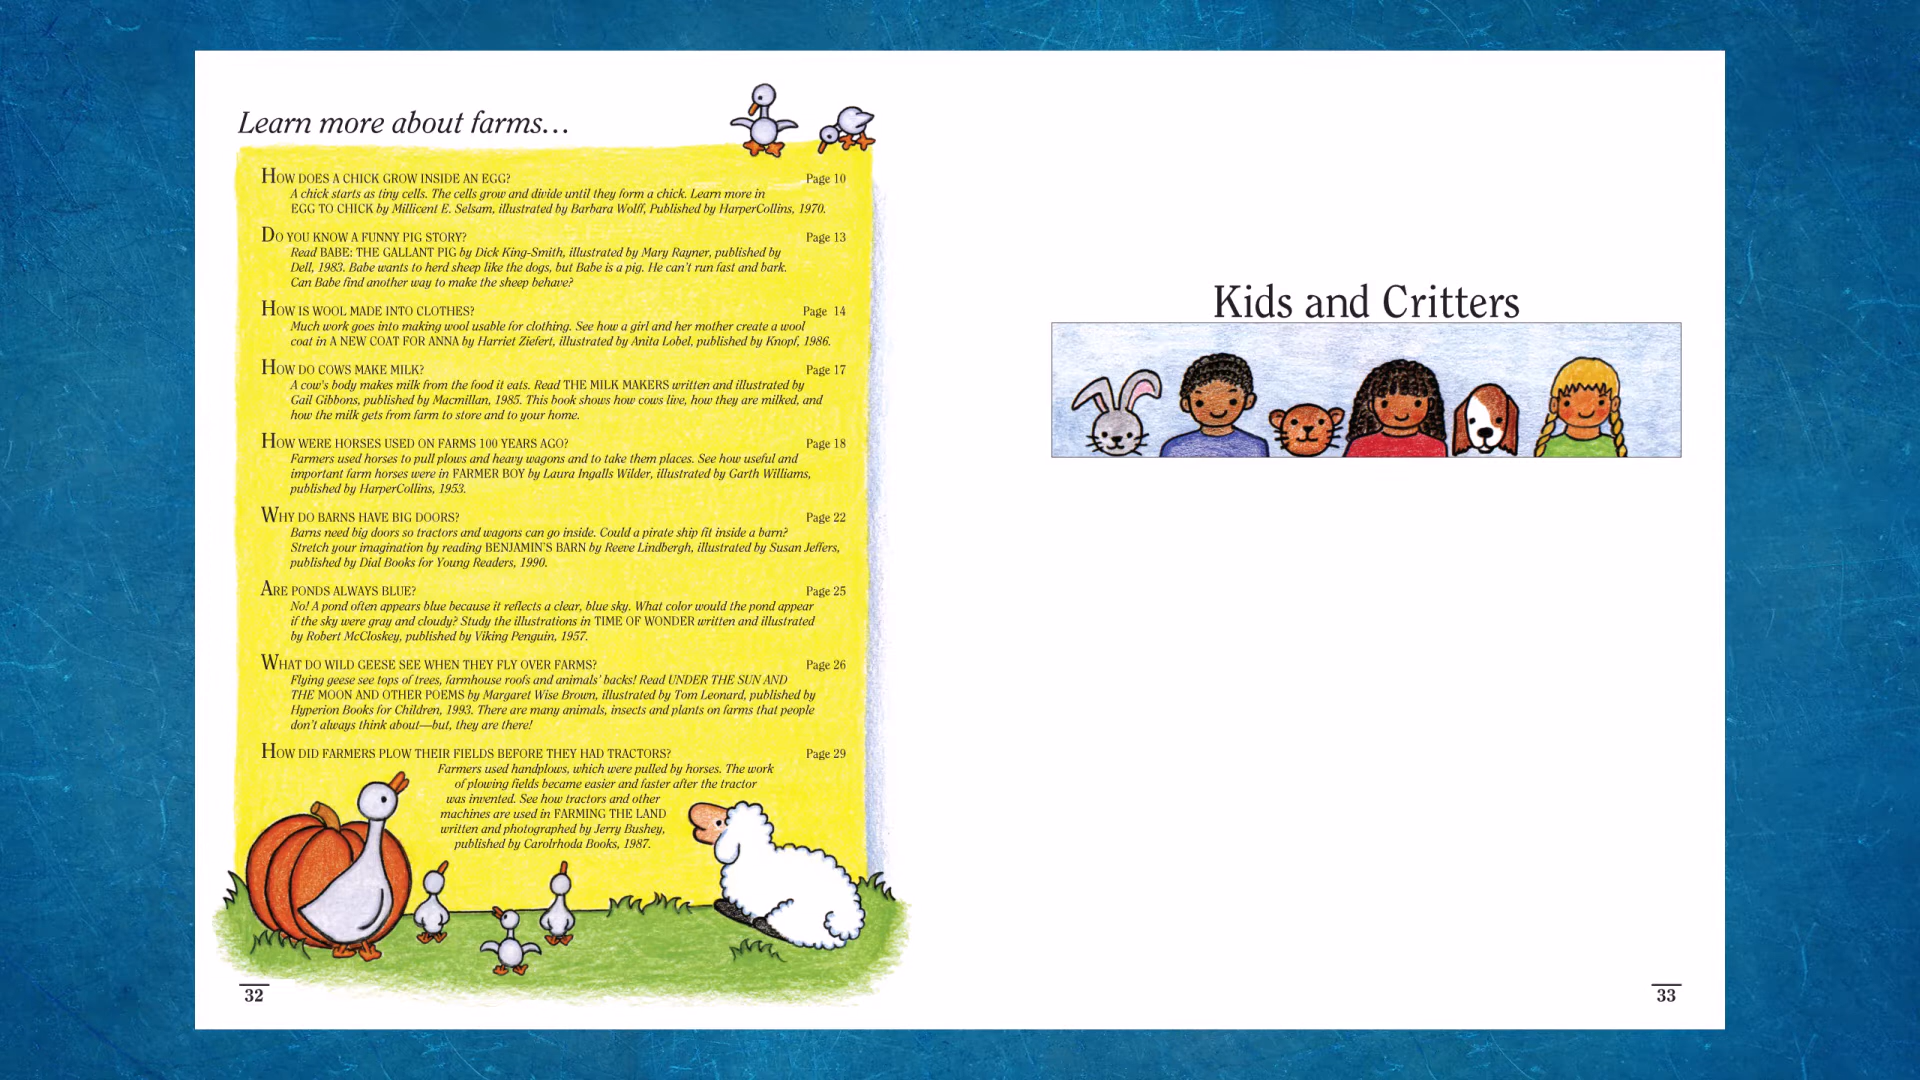 Learn more about farms…
HOW DOES A CHICK GROW INSIDE AN EGG? Page 10
A chick starts as tiny cells. The cells grow and divide until they form a chick. Learn more in
EGG TO CHICK by Millicent E. Selsam, illustrated by Barbara Wolff, Published by HarperCollins, 1970.
DO YOU KNOW A FUNNY PIG STORY? Page 13
Read BABE: THE GALLANT PIG by Dick King-Smith, illustrated by Mary Rayner, published by
Dell, 1983. Babe wants to herd sheep like the dogs, but Babe is a pig. He can't run fast and bark.
Can Babe find another way to make the sheep behave?
HOW IS WOOL MADE INTO CLOTHES? Page 14
Much work goes into making wool usable for clothing. See how a girl and her mother create a wool
coat in A NEW COAT FOR ANNA by Harriet Ziefert, illustrated by Anita Lobel, published by Knopf, 1986.
HOW DO COWS MAKE MILK? Page 17
A cow's body makes milk from the food it eats. Read THE MILK MAKERS written and illustrated by
Gail Gibbons, published by Macmillan, 1985. This book shows how cows live, how they are milked, and
how the milk gets from farm to store and to your home.
HOW WERE HORSES USED ON FARMS 100 YEARS AGO? Page 18
Farmers used horses to pull plows and heavy wagons and to take them places. See how useful and
important farm horses were in FARMER BOY by Laura Ingalls Wilder, illustrated by Garth Williams,
published by HarperCollins, 1953.
WHY DO BARNS HAVE BIG DOORS? Page 22
Barns need big doors so tractors and wagons can go inside. Could a pirate ship fit inside a barn?
Stretch your imagination by reading BENJAMIN'S BARN by Reeve Lindbergh, illustrated by Susan Jeffers,
published by Dial Books for Young Readers, 1990.
ARE PONDS ALWAYS BLUE? Page 25
No! A pond often appears blue because it reflects a clear, blue sky. What color would the pond appear
if the sky were gray and cloudy? Study the illustrations in TIME OF WONDER written and illustrated
by Robert McCloskey, published by Viking Penguin, 1957.
WHAT DO WILD GEESE SEE WHEN THEY FLY OVER FARMS? Page 26
Flying geese see tops of trees, farmhouse roofs and animals' backs! Read UNDER THE SUN AND
THE MOON AND OTHER POEMS by Margaret Wise Brown, illustrated by Tom Leonard, published by
Hyperion Books for Children, 1993. There are many animals, insects and plants on farms that people
don't always think about—but, they are there!
HOW DID FARMERS PLOW THEIR FIELDS BEFORE THEY HAD TRACTORS? Page 29
Farmers used handplows, which were pulled by horses. The work
of plowing fields became easier and faster after the tractor
was invented. See how tractors and other
machines are used in FARMING THE LAND
written and photographed by Jerry Bushey,
published by Carolrhoda Books, 1987.
32
Kids and Critters
33